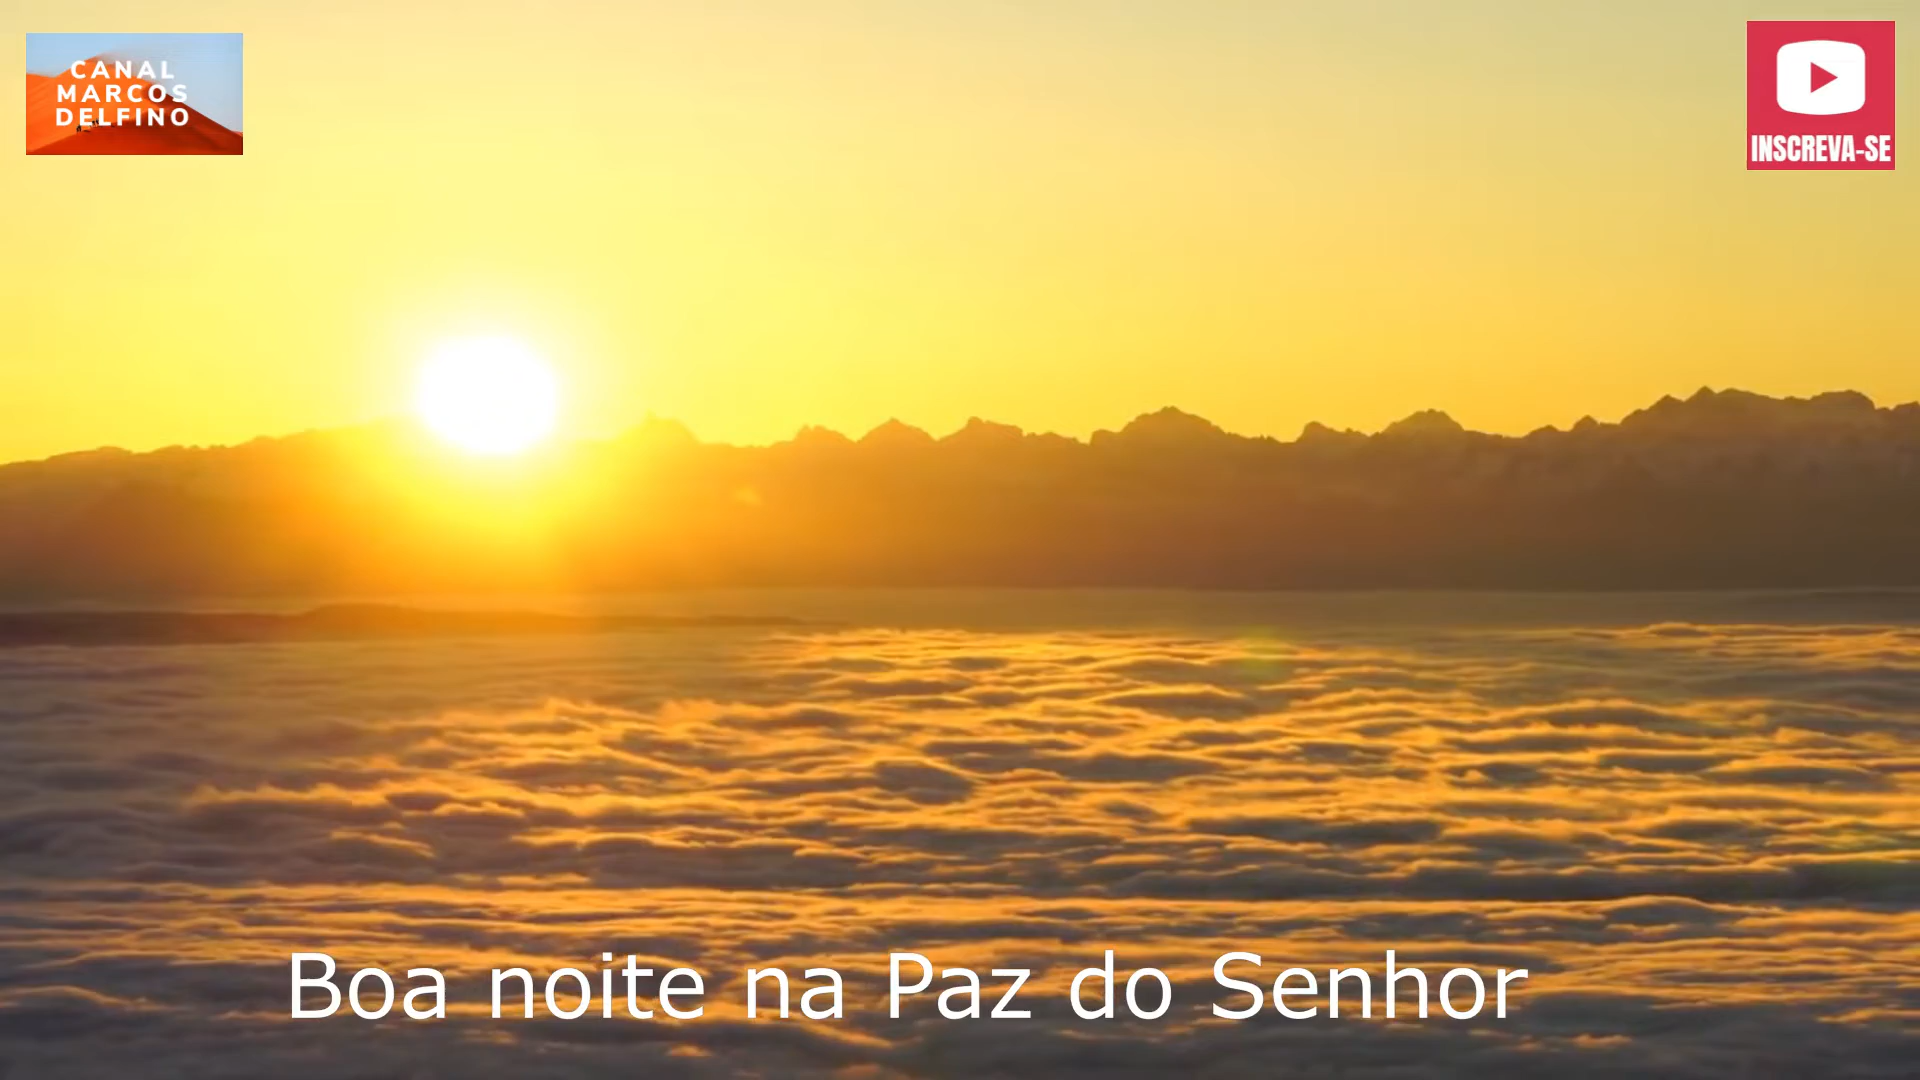 CANAL
MARCOS
DELFINO
INSCREVA-SE
Boa noite na Paz do Senhor